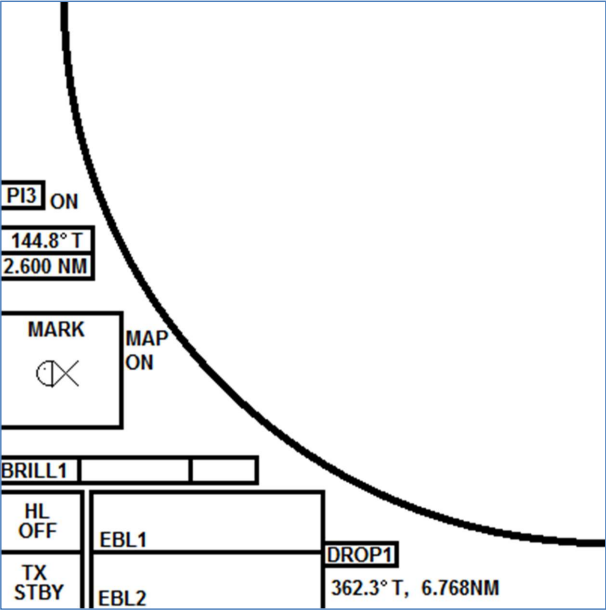 PI3 ON
144.8° T
2.600 NM
MARK
MAP
ON
BRILL1
HL
OFF
EBL1
TX
STBY
EBL2
DROP1
362.3° T, 6.768NM